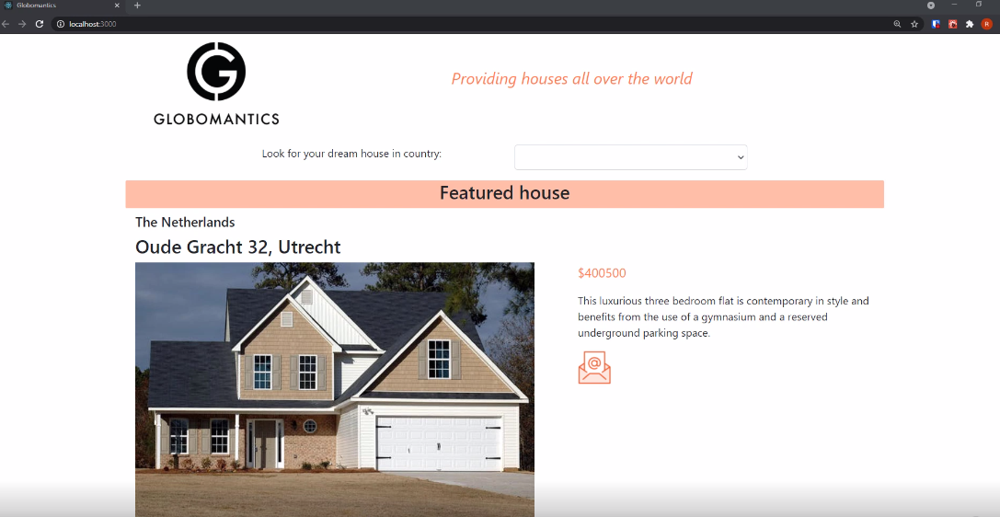 Globomantics
localhost:3000
R
G
GLOBOMANTICS
Providing houses all over the world
Look for your dream house in country:
Featured house
The Netherlands
Oude Gracht 32, Utrecht
$400500
This luxurious three bedroom flat is contemporary in style and
benefits from the use of a gymnasium and a reserved
underground parking space.
@